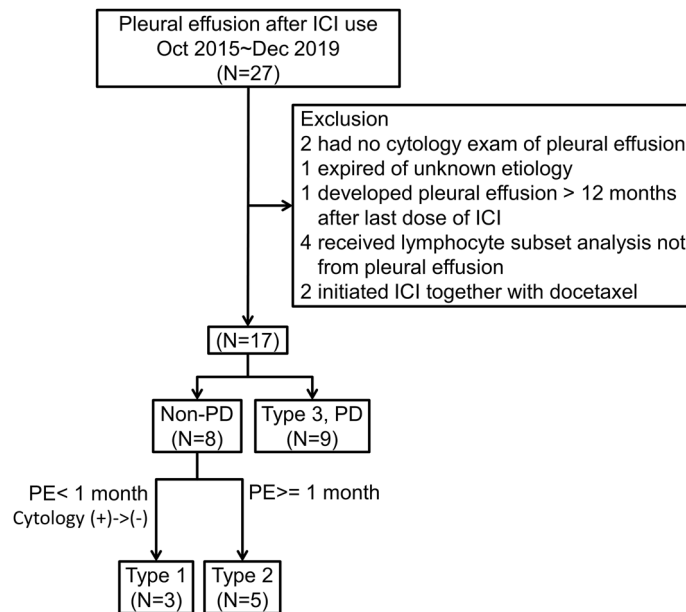 Pleural effusion after ICI use
Oct 2015~Dec 2019
(N=27)
Exclusion
2 had no cytology exam of pleural effusion
1 expired of unknown etiology
1 developed pleural effusion > 12 months
after last dose of ICI
4 received lymphocyte subset analysis not
from pleural effusion
2 initiated ICI together with docetaxel
(N=17)
Non-PD
(N=8)
Type 3, PD
(N=9)
PE< 1 month
Cytology (+)->(-)
PE>= 1 month
Type 1
(N=3)
Type 2
(N=5)